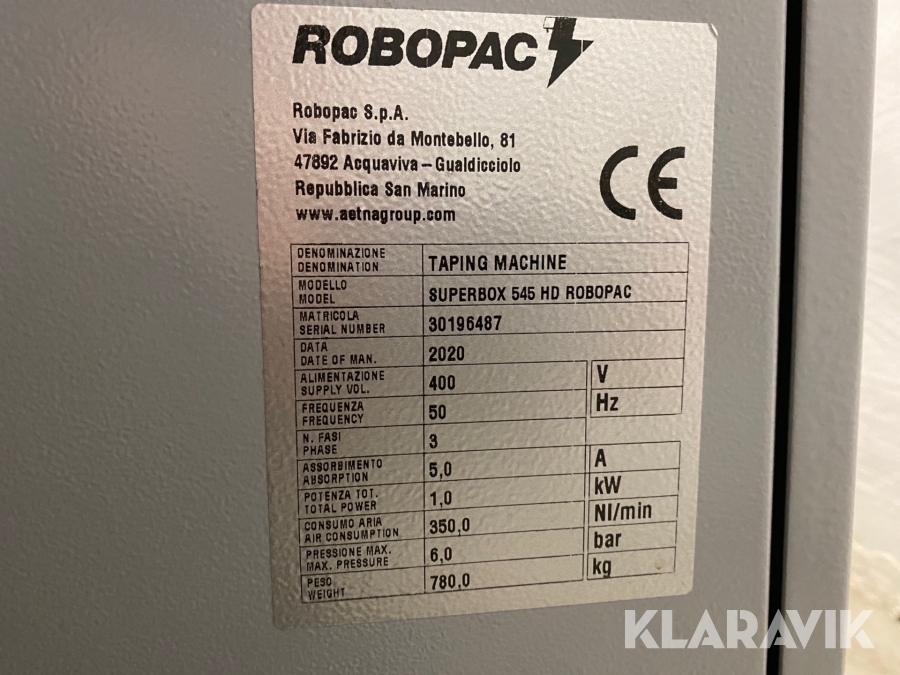 ROBOPAC
Robopac S.p.A.
Via Fabrizio da Montebello, 81
47892 Acquaviva – Gualdicciolo
Repubblica San Marino
www.aetnagroup.com
CE
DENOMINAZIONE
DENOMINATION
TAPING MACHINE
MODELLO
MODEL
SUPERBOX 545 HD ROBOPAC
MATRICOLA
SERIAL NUMBER
30196487
DATA
DATE OF MAN.
2020
ALIMENTAZIONE
SUPPLY VOL.
400 V
FREQUENZA
FREQUENCY
50 Hz
N. FASI
PHASE
3
ASSORBIMENTO
ABSORPTION
5,0 A
POTENZA TOT.
TOTAL POWER
1,0 kW
CONSUMO ARIA
AIR CONSUMPTION
350,0 Nl/min
PRESSIONE MAX.
MAX. PRESSURE
6,0 bar
PESO
WEIGHT
780,0 kg
KLARAVIK